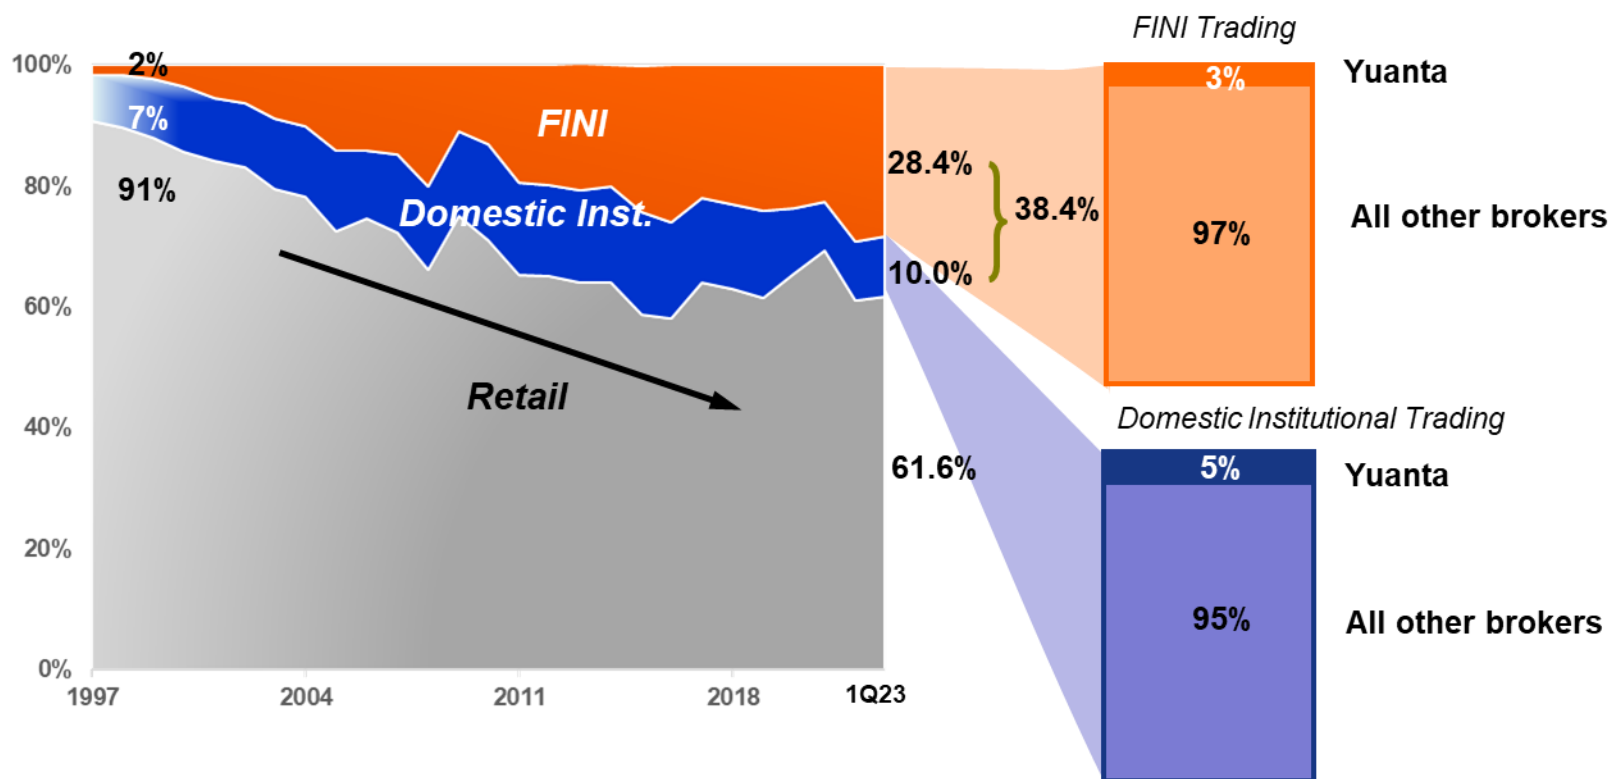 FINI Trading
100%
2%
3%
Yuanta
7%
FINI
28.4%
80%
91%
Domestic Inst.
38.4%
97%
All other brokers
10.0%
60%
Retail
40%
Domestic Institutional Trading
61.6%
5%
Yuanta
20%
95%
All other brokers
0%
1997
2004
2011
2018
1Q23